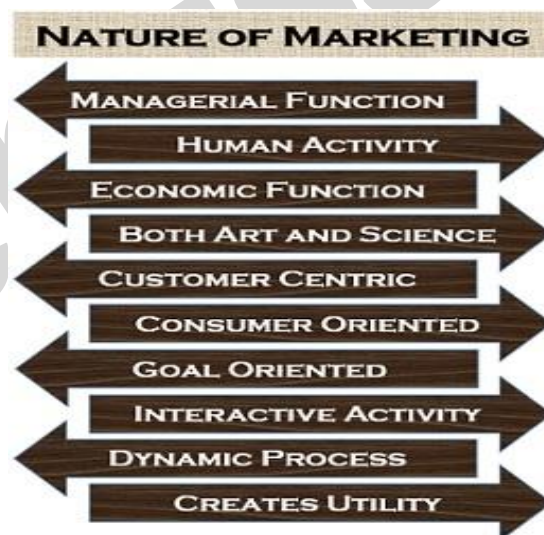 NATURE OF MARKETING
MANAGERIAL FUNCTION
HUMAN ACTIVITY
ECONOMIC FUNCTION
BOTH ART AND SCIENCE
CUSTOMER CENTRIC
CONSUMER ORIENTED
GOAL ORIENTED
INTERACTIVE ACTIVITY
DYNAMIC PROCESS
CREATES UTILITY